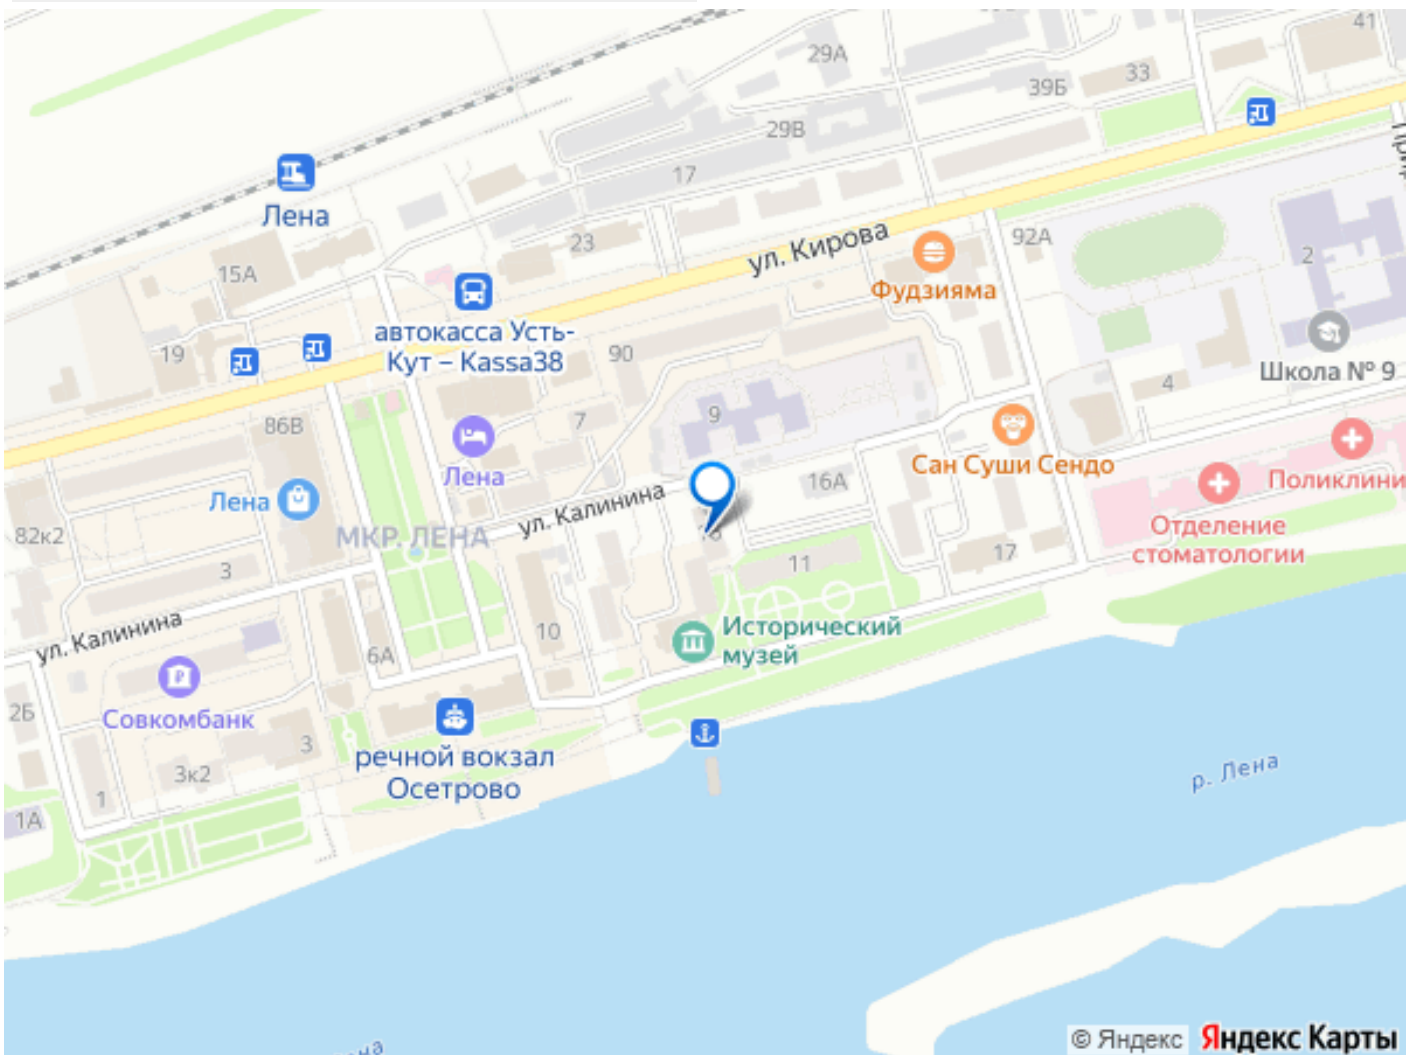 41
29А
33
39Б
29В
17
Лена
23
ул. Кирова
92А
2
15А
Фудзияма
автокасса Усть-
Кут – Kassa38
19
90
Школа № 9
4
86В
7
9
Лена
Сан Суши Сендо
Поликлини
Лена
ул. Калинина
16А
Отделение
стоматологии
82к2
МКР. ЛЕНА
17
11
3
ул. Калинина
10
Исторический
музей
6А
2Б
Совкомбанк
3
речной вокзал
Осетрово
3к2
р. Лена
1
1А
© Яндекс Яндекс Карты